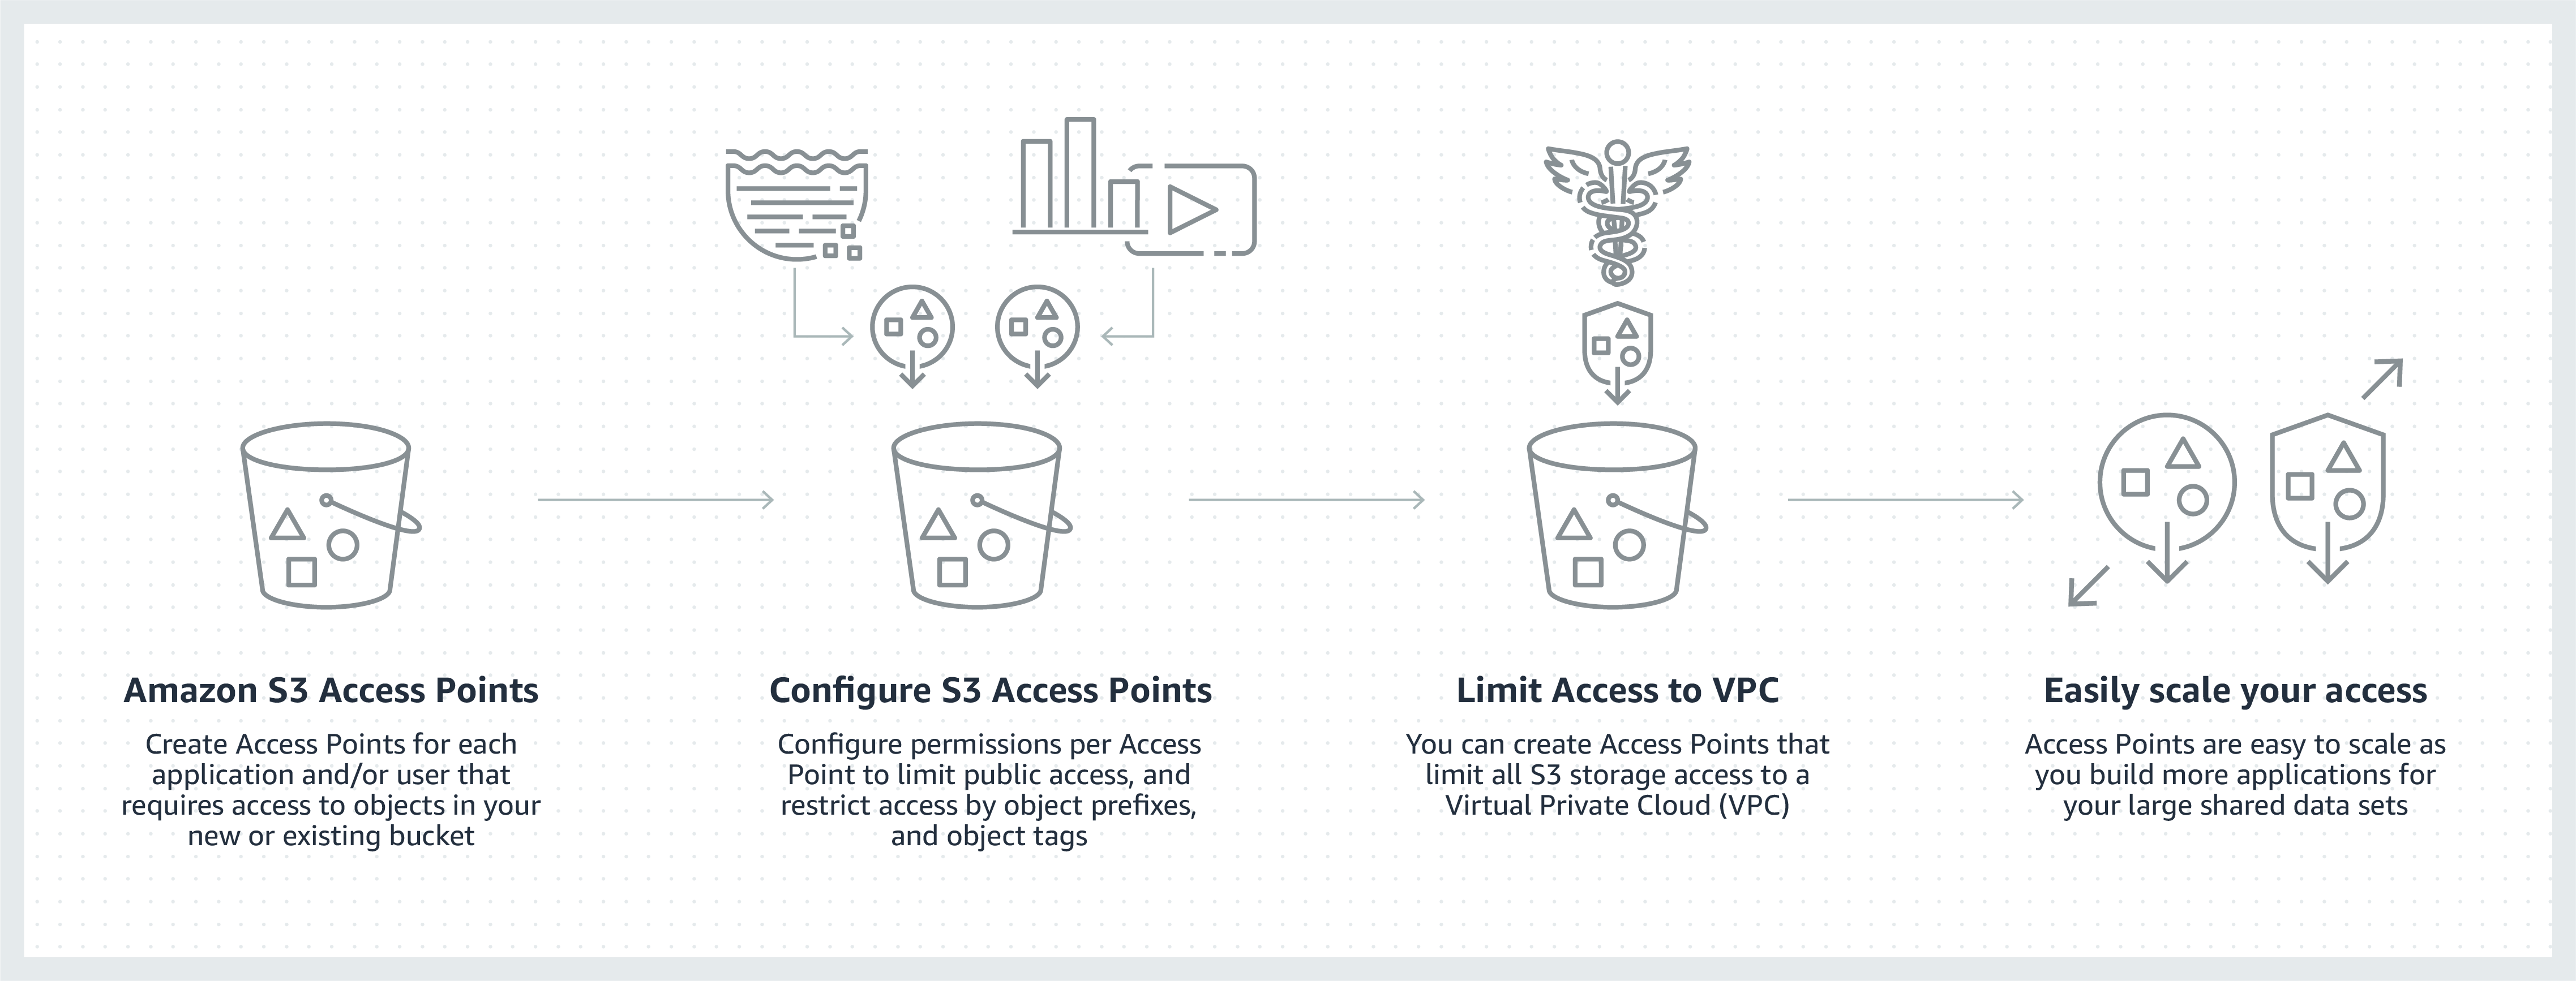 Amazon S3 Access Points
Create Access Points for each
application and/or user that
requires access to objects in your
new or existing bucket
Configure S3 Access Points
Configure permissions per Access
Point to limit public access, and
restrict access by object prefixes,
and object tags
Limit Access to VPC
You can create Access Points that
limit all S3 storage access to a
Virtual Private Cloud (VPC)
Easily scale your access
Access Points are easy to scale as
you build more applications for
your large shared data sets